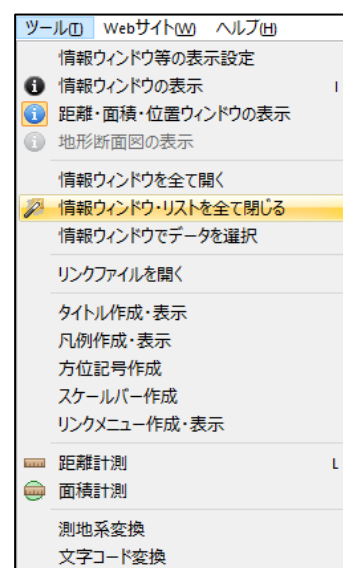 ツール(T) Webサイト(W) ヘルプ(H)
情報ウィンドウ等の表示設定
情報ウィンドウの表示 I
距離・面積・位置ウィンドウの表示
地形断面図の表示
情報ウィンドウを全て開く
情報ウィンドウ・リストを全て閉じる
情報ウィンドウでデータを選択
リンクファイルを開く
タイトル作成・表示
凡例作成・表示
方位記号作成
スケールバー作成
リンクメニュー作成・表示
距離計測 L
面積計測
測地系変換
文字コード変換